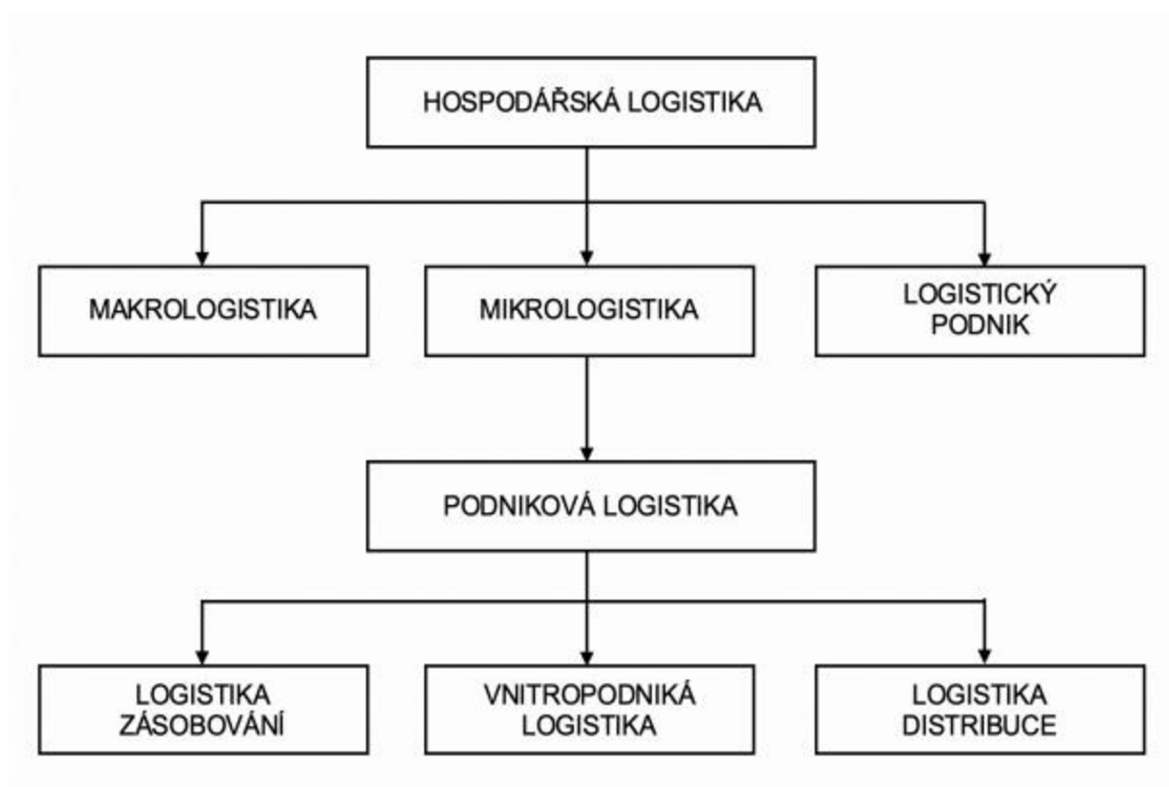 HOSPODÁŘSKÁ LOGISTIKA
MAKROLOGISTIKA
MIKROLOGISTIKA
LOGISTICKÝ
PODNIK
PODNIKOVÁ LOGISTIKA
LOGISTIKA
ZÁSOBOVÁNÍ
VNITROPODNIKÁ
LOGISTIKA
LOGISTIKA
DISTRIBUCE